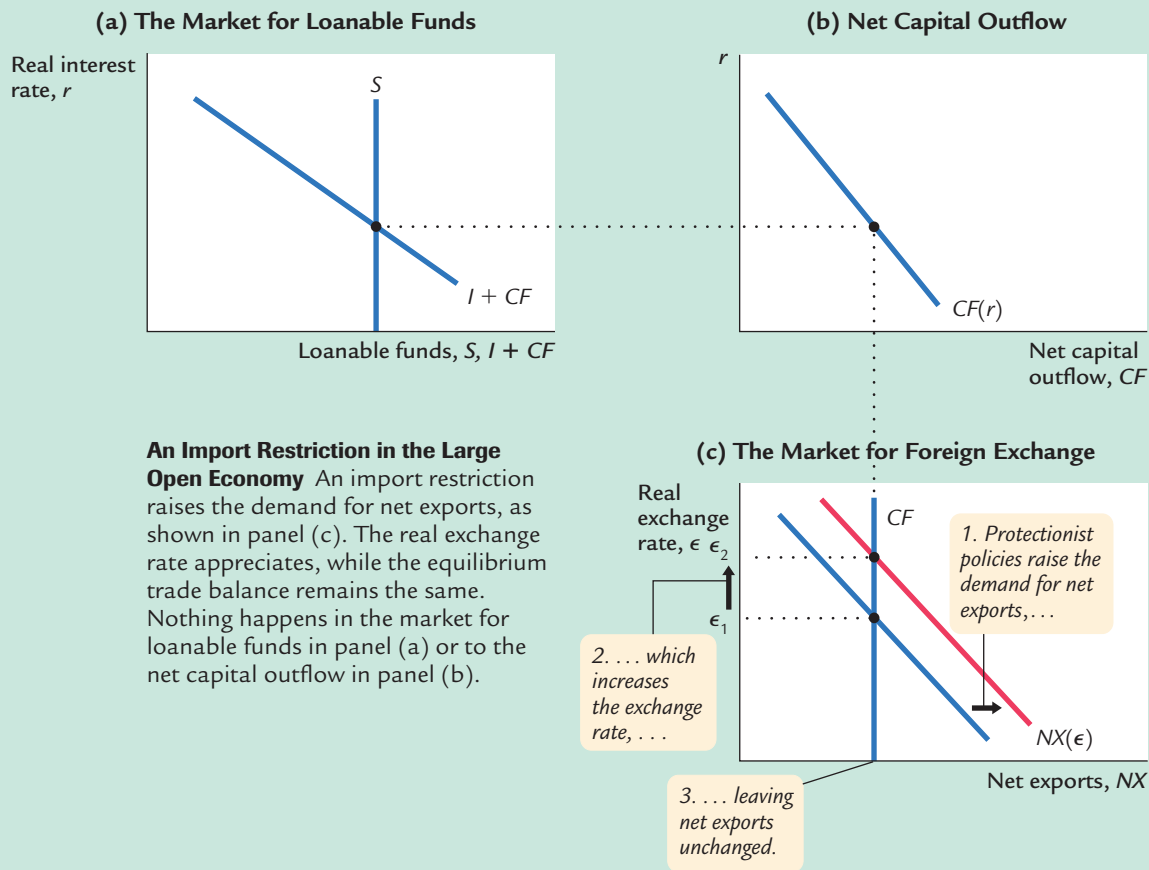 (a) The Market for Loanable Funds
Real interest
rate, r
S
I + CF
Loanable funds, S, I + CF
(b) Net Capital Outflow
r
CF(r)
Net capital
outflow, CF
An Import Restriction in the Large
Open Economy An import restriction
raises the demand for net exports, as
shown in panel (c). The real exchange
rate appreciates, while the equilibrium
trade balance remains the same.
Nothing happens in the market for
loanable funds in panel (a) or to the
net capital outflow in panel (b).
(c) The Market for Foreign Exchange
Real
exchange
rate, ϵ ϵ₂
ϵ₁
CF
1. Protectionist
policies raise the
demand for net
exports, . . .
2. . . . which
increases
the exchange
rate, . . .
NX(ϵ)
Net exports, NX
3. . . . leaving
net exports
unchanged.